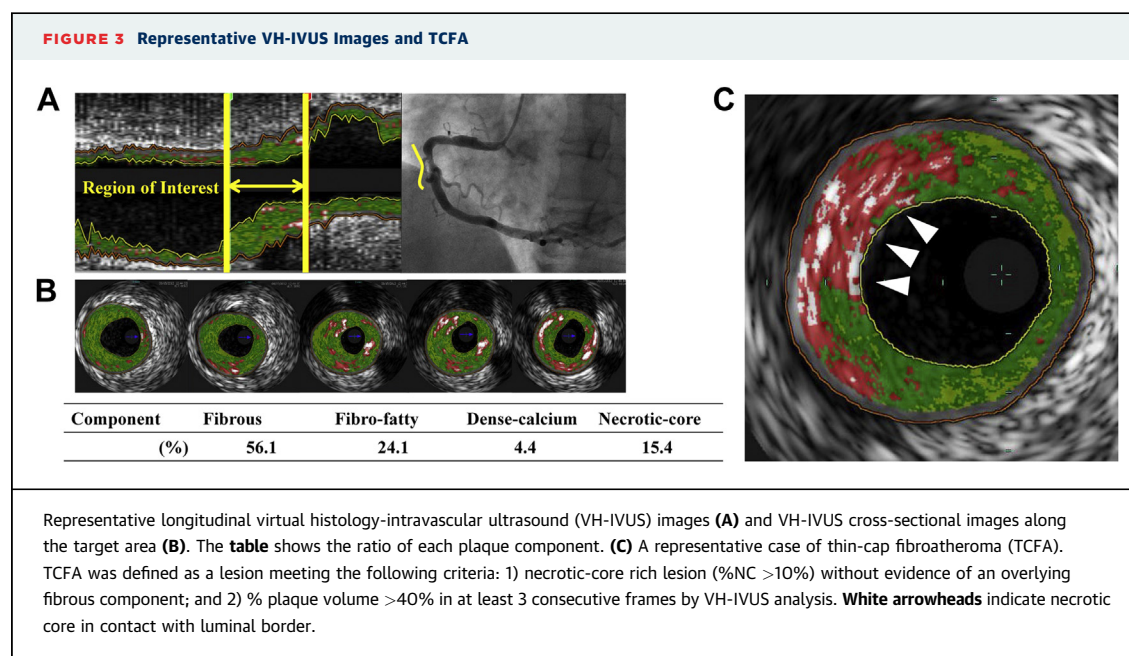 FIGURE 3 Representative VH-IVUS Images and TCFA
A
Region of Interest
B
C
Component Fibrous Fibro-fatty Dense-calcium Necrotic-core
(%) 56.1 24.1 4.4 15.4
Representative longitudinal virtual histology-intravascular ultrasound (VH-IVUS) images (A) and VH-IVUS cross-sectional images along
the target area (B). The table shows the ratio of each plaque component. (C) A representative case of thin-cap fibroatheroma (TCFA).
TCFA was defined as a lesion meeting the following criteria: 1) necrotic-core rich lesion (%NC >10%) without evidence of an overlying
fibrous component; and 2) % plaque volume >40% in at least 3 consecutive frames by VH-IVUS analysis. White arrowheads indicate necrotic
core in contact with luminal border.